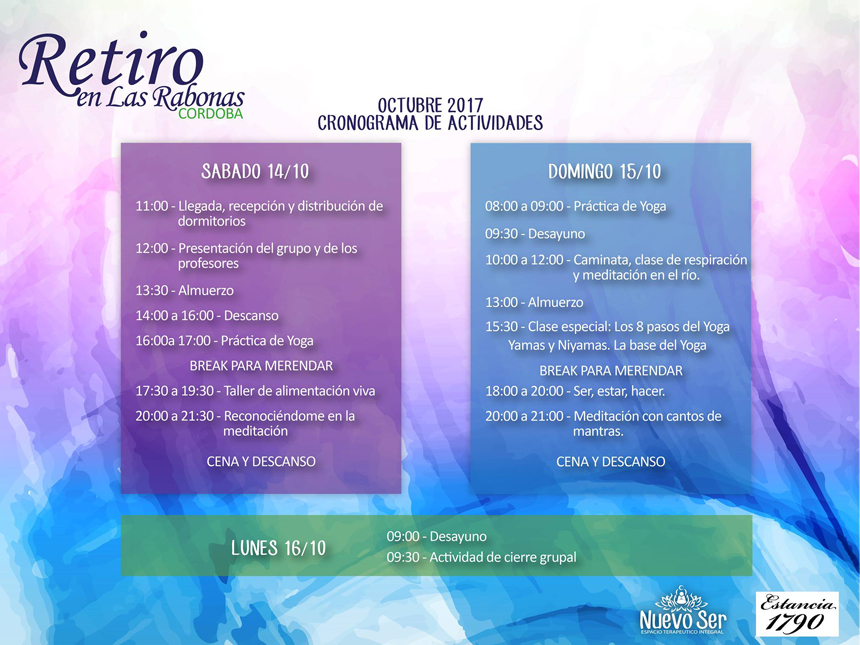 Retiro
en Las Rabonas
CORDOBA
OCTUBRE 2017
CRONOGRAMA DE ACTIVIDADES
SABADO 14/10
11:00 - Llegada, recepción y distribución de
dormitorios
12:00 - Presentación del grupo y de los
profesores
13:30 - Almuerzo
14:00 a 16:00 - Descanso
16:00a 17:00 - Práctica de Yoga
BREAK PARA MERENDAR
17:30 a 19:30 - Taller de alimentación viva
20:00 a 21:30 - Reconociéndome en la
meditación
CENA Y DESCANSO
DOMINGO 15/10
08:00 a 09:00 - Práctica de Yoga
09:30 - Desayuno
10:00 a 12:00 - Caminata, clase de respiración
y meditación en el río.
13:00 - Almuerzo
15:30 - Clase especial: Los 8 pasos del Yoga
Yamas y Niyamas. La base del Yoga
BREAK PARA MERENDAR
18:00 a 20:00 - Ser, estar, hacer.
20:00 a 21:00 - Meditación con cantos de
mantras.
CENA Y DESCANSO
LUNES 16/10
09:00 - Desayuno
09:30 - Actividad de cierre grupal
Nuevo Ser
ESPACIO TERAPEUTICO INTEGRAL
Estancia
1790